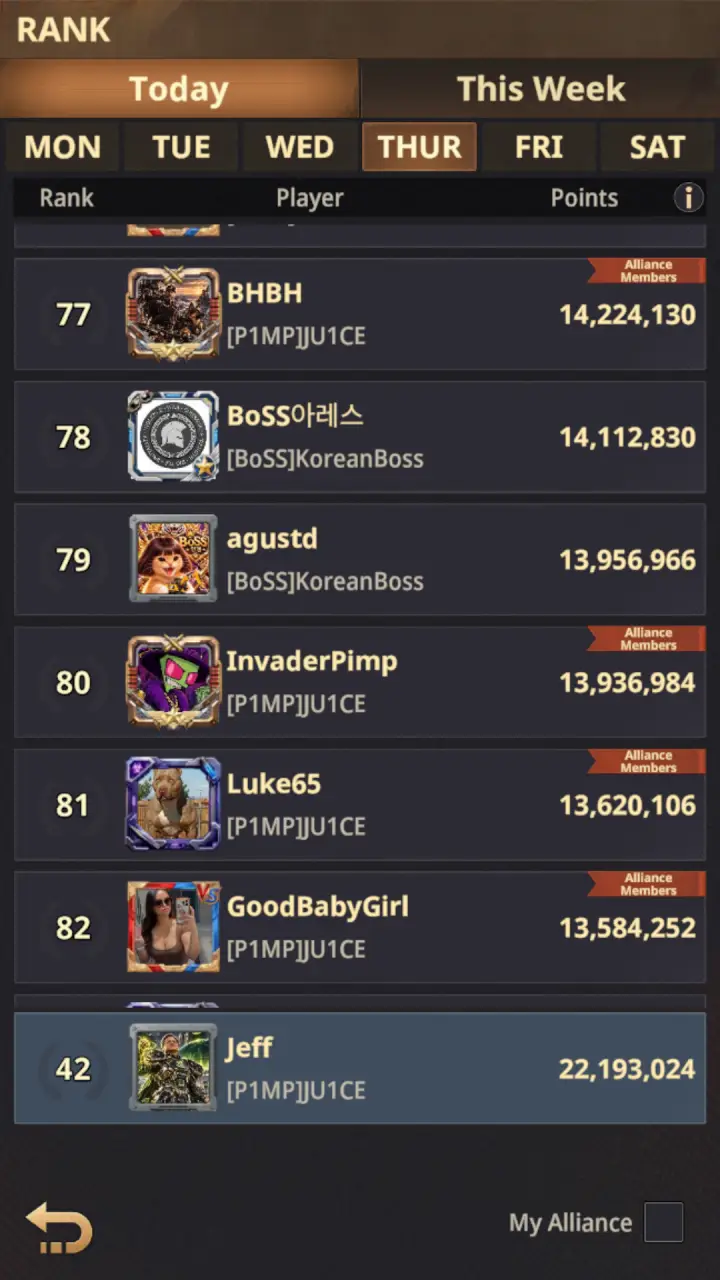 RANK
Today
This Week
MON TUE WED THUR FRI SAT
Rank Player Points i
Alliance
Members
77
BHBH
[P1MP]JU1CE
14,224,130
78
BoSS아레스
[BoSS]KoreanBoss
14,112,830
79
BoSS
agustd
[BoSS]KoreanBoss
13,956,966
Alliance
Members
80
InvaderPimp
[P1MP]JU1CE
13,936,984
Alliance
Members
81
Luke65
[P1MP]JU1CE
13,620,106
Alliance
Members
82
VS
GoodBabyGirl
[P1MP]JU1CE
13,584,252
42
Jeff
[P1MP]JU1CE
22,193,024
My Alliance